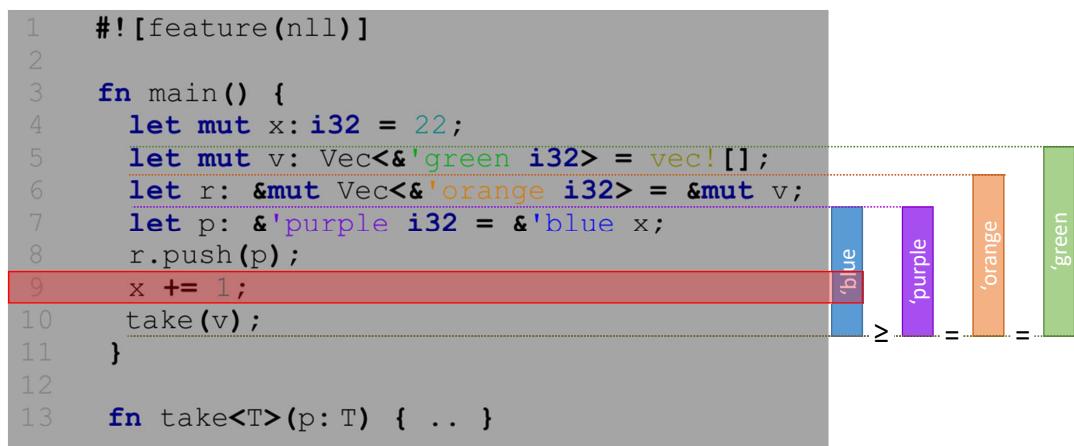 1 #![feature(nll)]
2
3 fn main() {
4 let mut x: i32 = 22;
5 let mut v: Vec<&'green i32> = vec![];
6 let r: &mut Vec<&'orange i32> = &mut v;
7 let p: &'purple i32 = &'blue x;
8 r.push(p);
9 x += 1;
10 take(v);
11 }
12
13 fn take<T>(p: T) { .. }
‘blue
≥
‘purple
=
‘orange
=
‘green